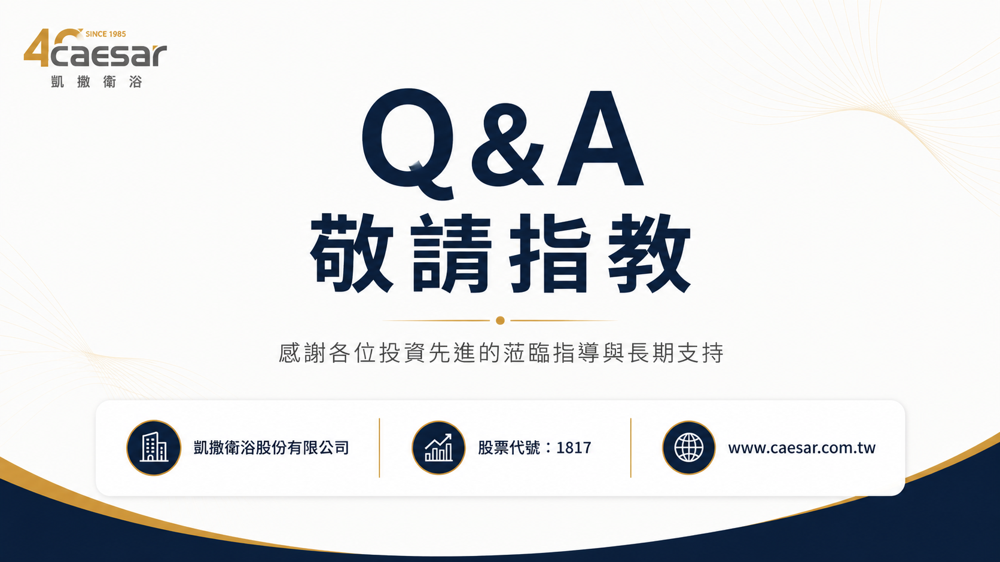 40 SINCE 1985
caesar
凱撒衛浴
Q&A
敬請指教
感謝各位投資先進的蒞臨指導與長期支持
凱撒衛浴股份有限公司
股票代號：1817
www.caesar.com.tw